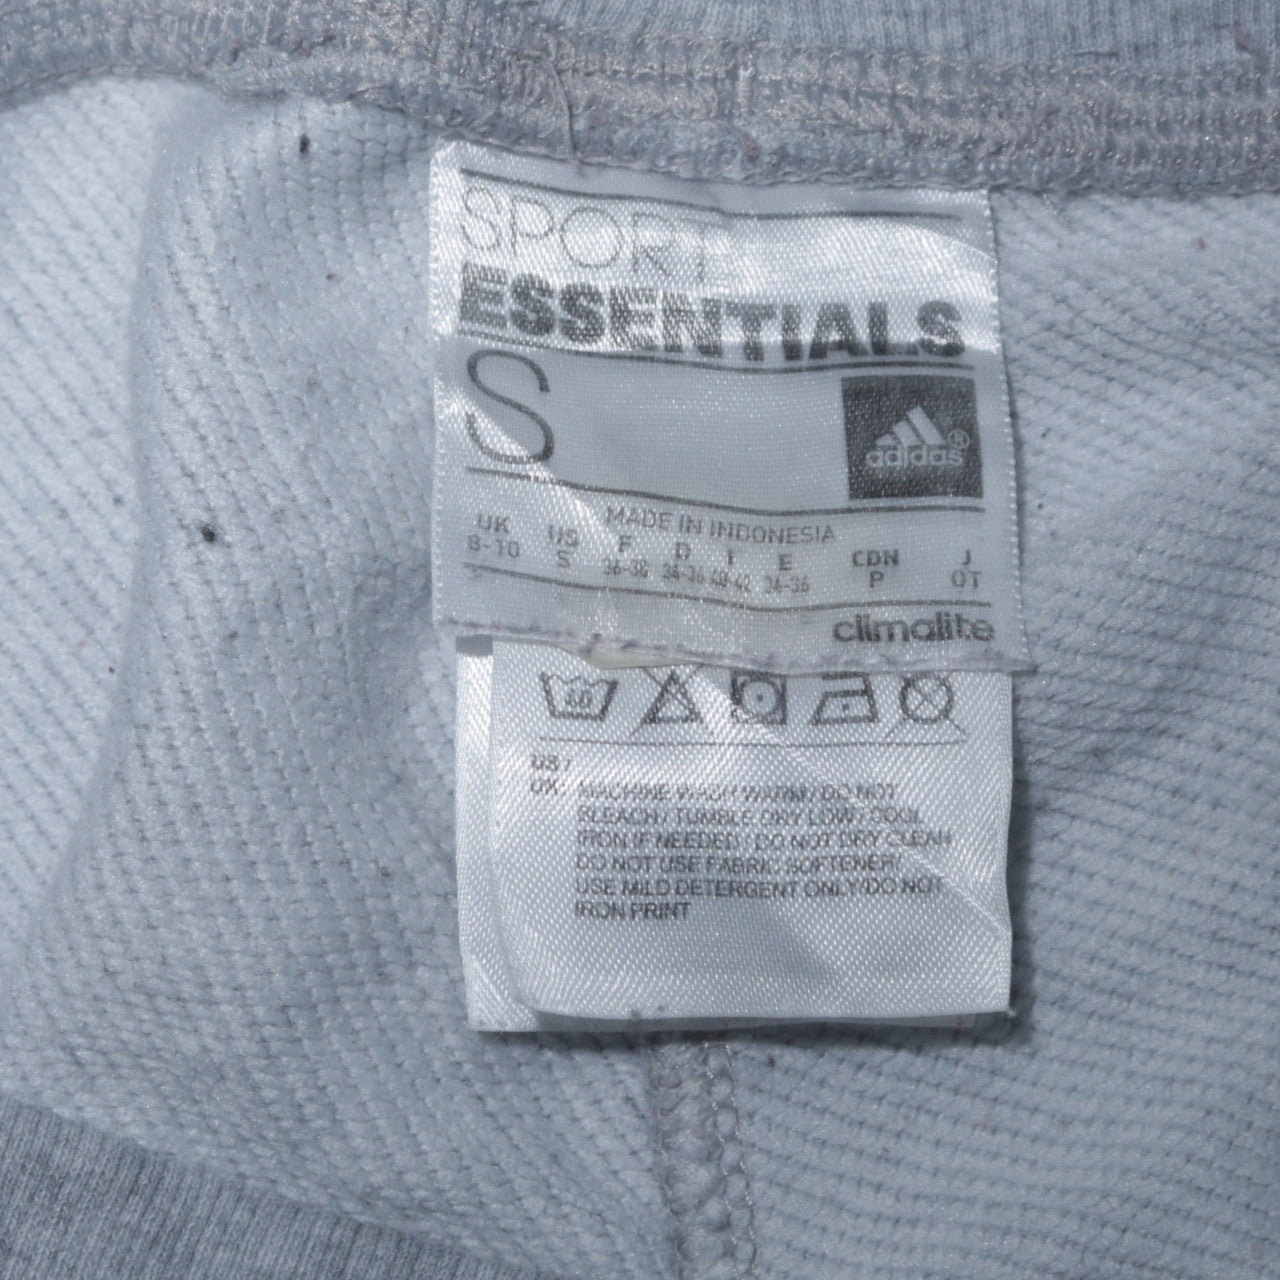 SPORT
ESSENTIALS
S
adidas®
MADE IN INDONESIA
UK US F D I E CDN J
8-10 S 36-38 34-36 40-42 34-36 P OT
climalite
60
US /
UK: MACHINE WASH WARM / DO NOT
BLEACH / TUMBLE DRY LOW / COOL
IRON (IF NEEDED) / DO NOT DRY CLEAN
DO NOT USE FABRIC SOFTENER/
USE MILD DETERGENT ONLY/DO NOT
IRON PRINT